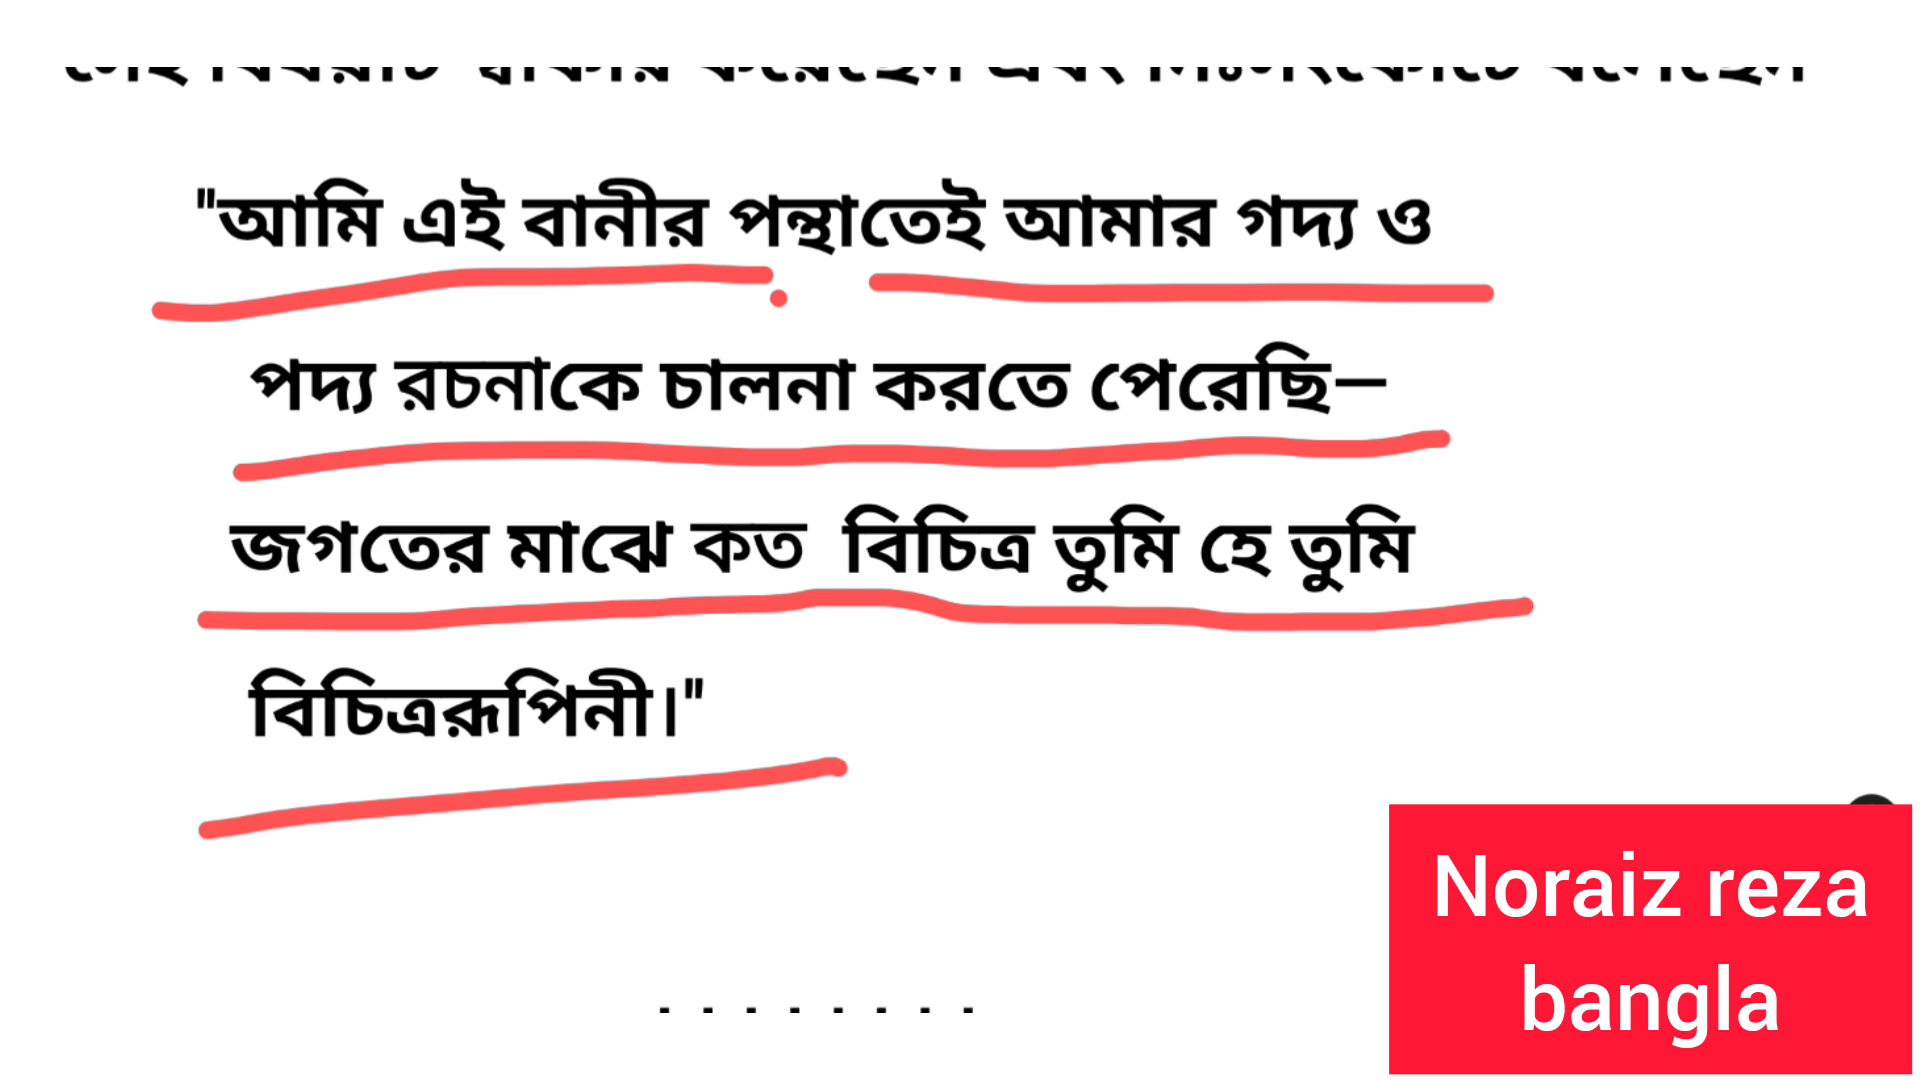 "আমি এই বানীর পন্থাতেই আমার গদ্য ও
পদ্য রচনাকে চালনা করতে পেরেছি—
জগতের মাঝে কত বিচিত্র তুমি হে তুমি
বিচিত্ররূপিনী।"
Noraiz reza
bangla